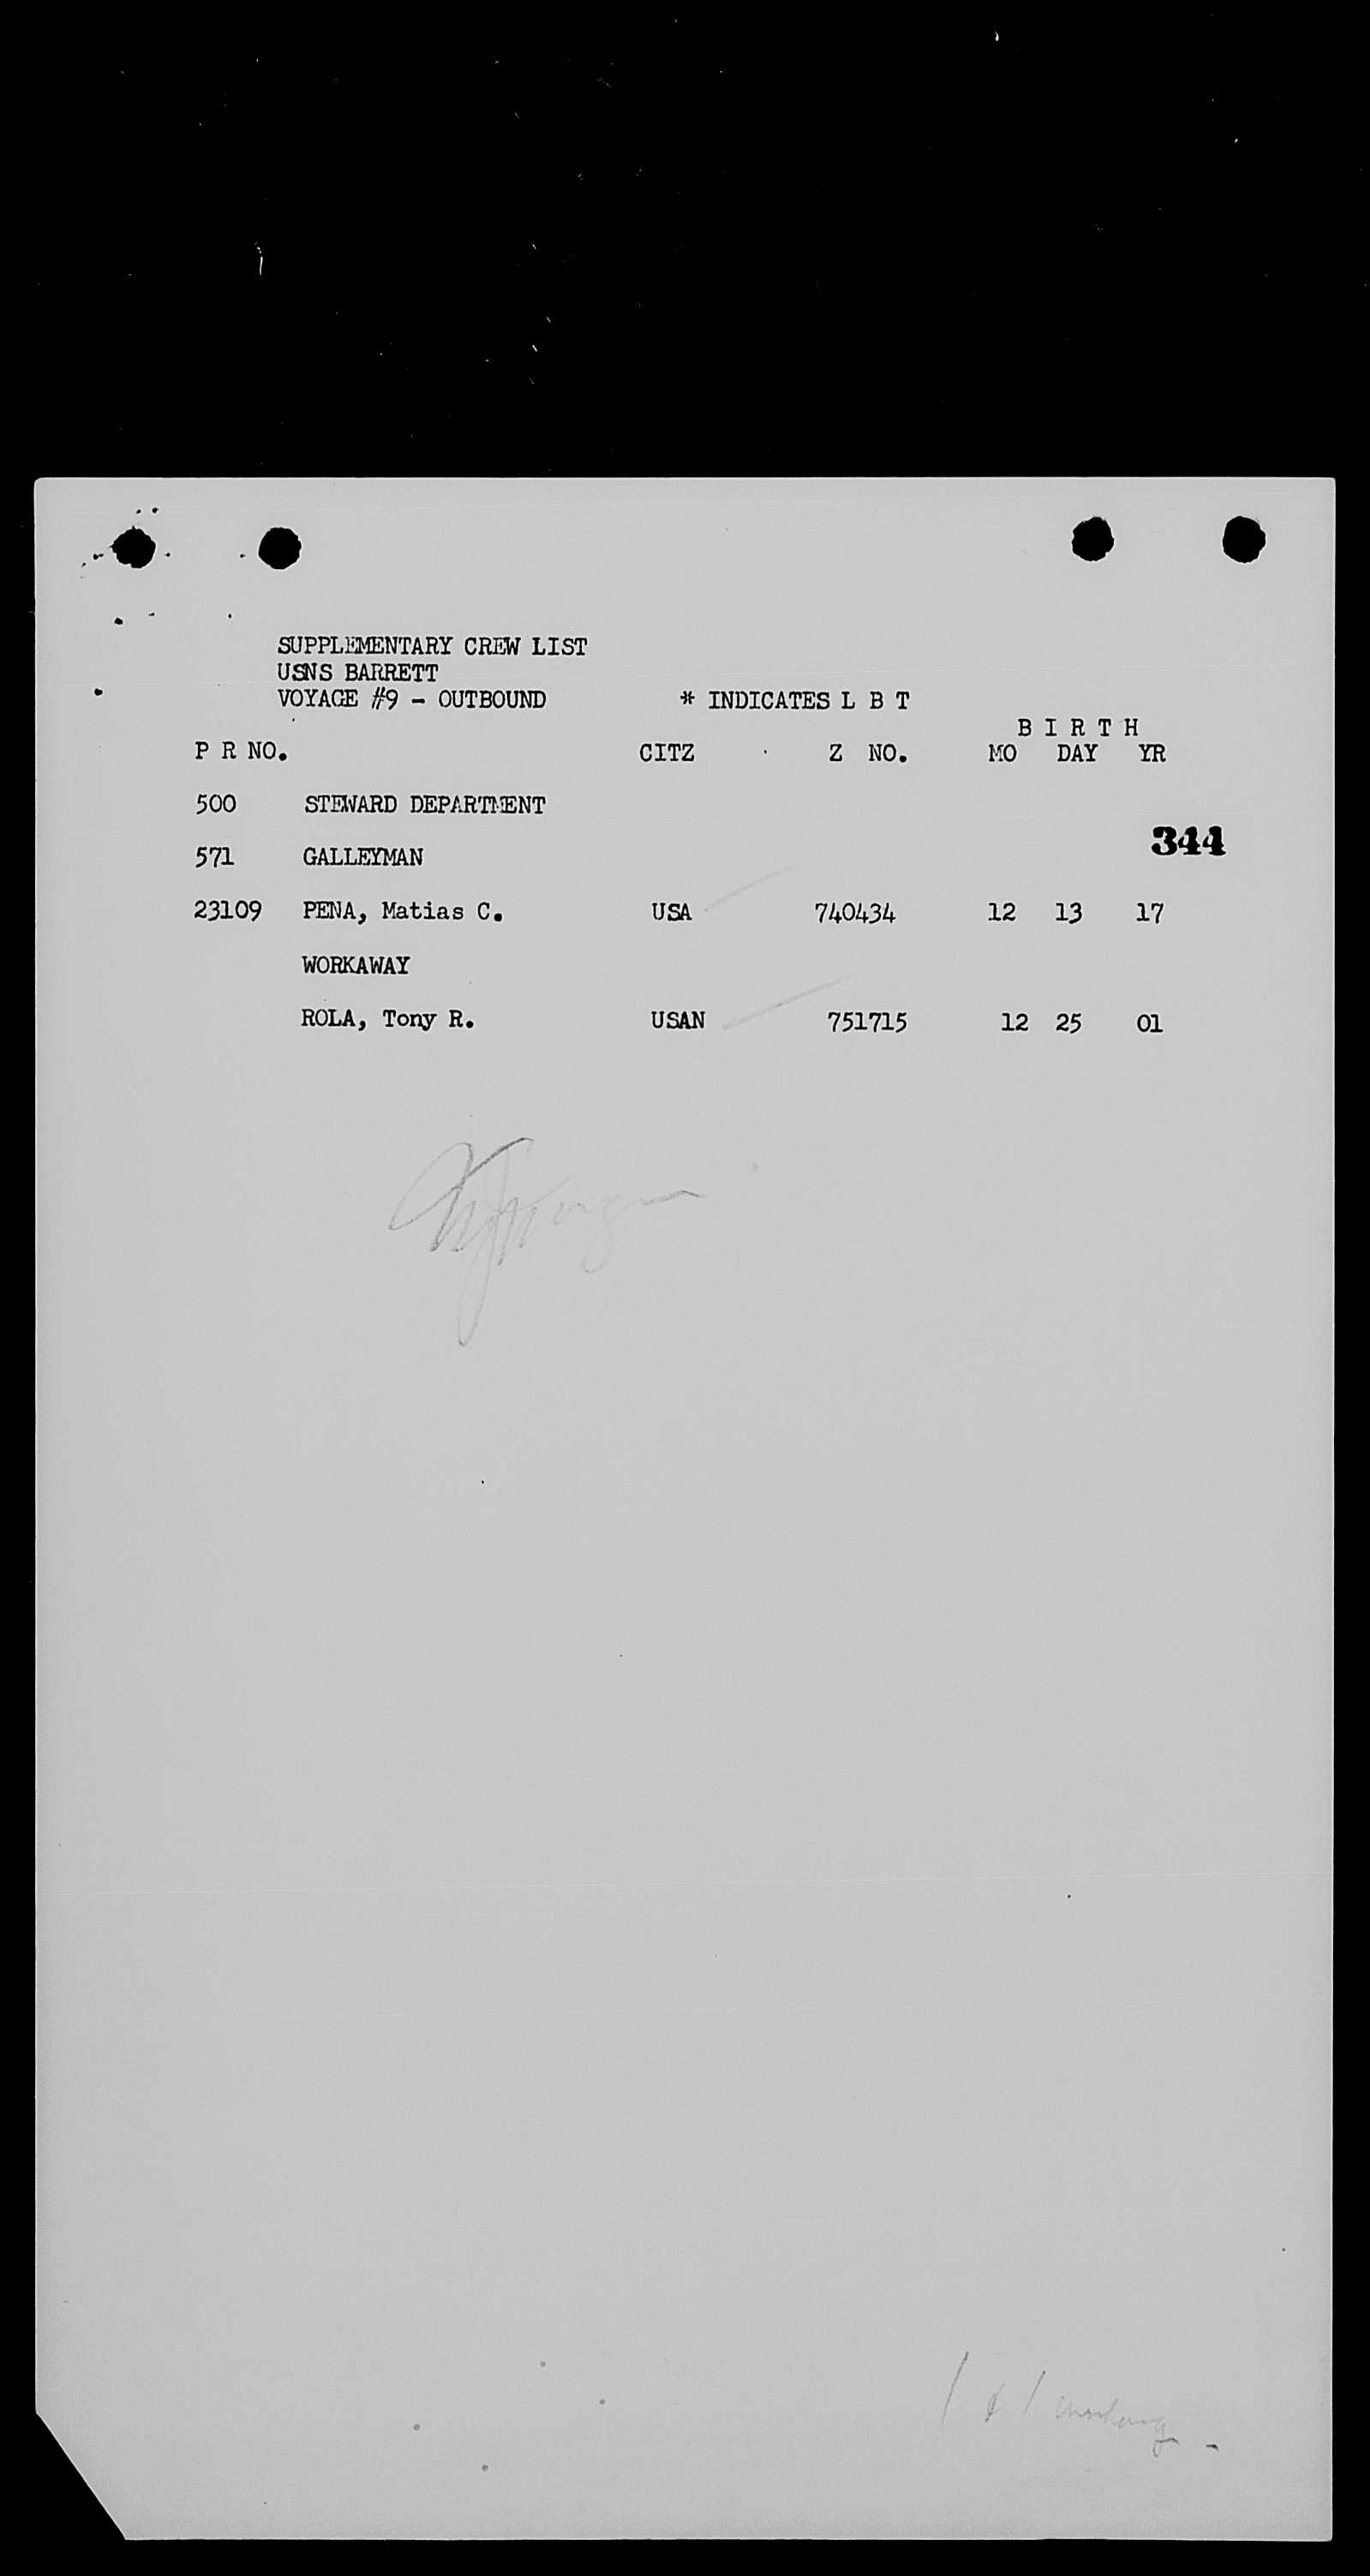 SUPPLEMENTARY CREW LIST
USNS BARRETT
VOYAGE #9 - OUTBOUND * INDICATES L B T
B I R T H
P R NO. CITZ Z NO. MO DAY YR
500 STEWARD DEPARTMENT
344
571 GALLEYMAN
23109 PENA, Matias C. USA 740434 12 13 17
WORKAWAY
ROLA, Tony R. USAN 751715 12 25 01